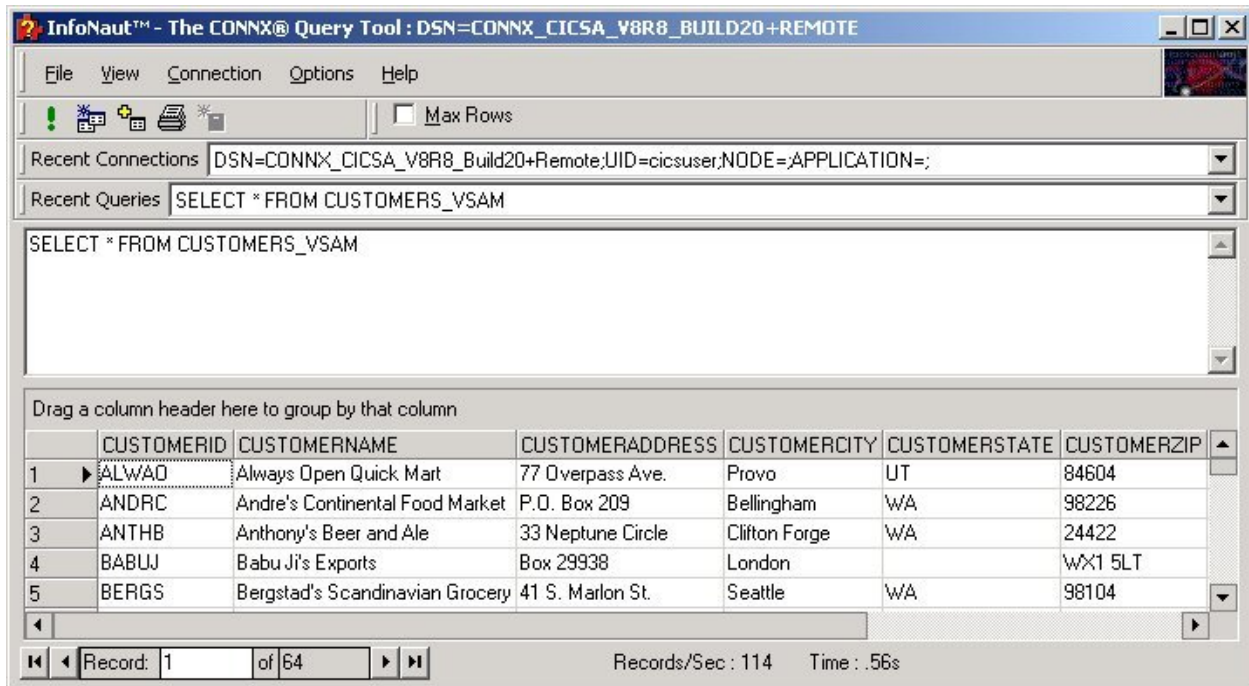 InfoNaut™ - The CONNX® Query Tool : DSN=CONNX_CICSA_V8R8_BUILD20+REMOTE
File View Connection Options Help
Max Rows
Recent Connections DSN=CONNX_CICSA_V8R8_Build20+Remote;UID=cicsuser;NODE=;APPLICATION=;
Recent Queries SELECT * FROM CUSTOMERS_VSAM
SELECT * FROM CUSTOMERS_VSAM
Drag a column header here to group by that column
CUSTOMERID CUSTOMERNAME CUSTOMERADDRESS CUSTOMERCITY CUSTOMERSTATE CUSTOMERZIP
1 ALWAO Always Open Quick Mart 77 Overpass Ave. Provo UT 84604
2 ANDRC Andre's Continental Food Market P.O. Box 209 Bellingham WA 98226
3 ANTHB Anthony's Beer and Ale 33 Neptune Circle Clifton Forge WA 24422
4 BABUJ Babu Ji's Exports Box 29938 London WX1 5LT
5 BERGS Bergstad's Scandinavian Grocery 41 S. Marlon St. Seattle WA 98104
Record: 1 of 64 Records/Sec : 114 Time : .56s